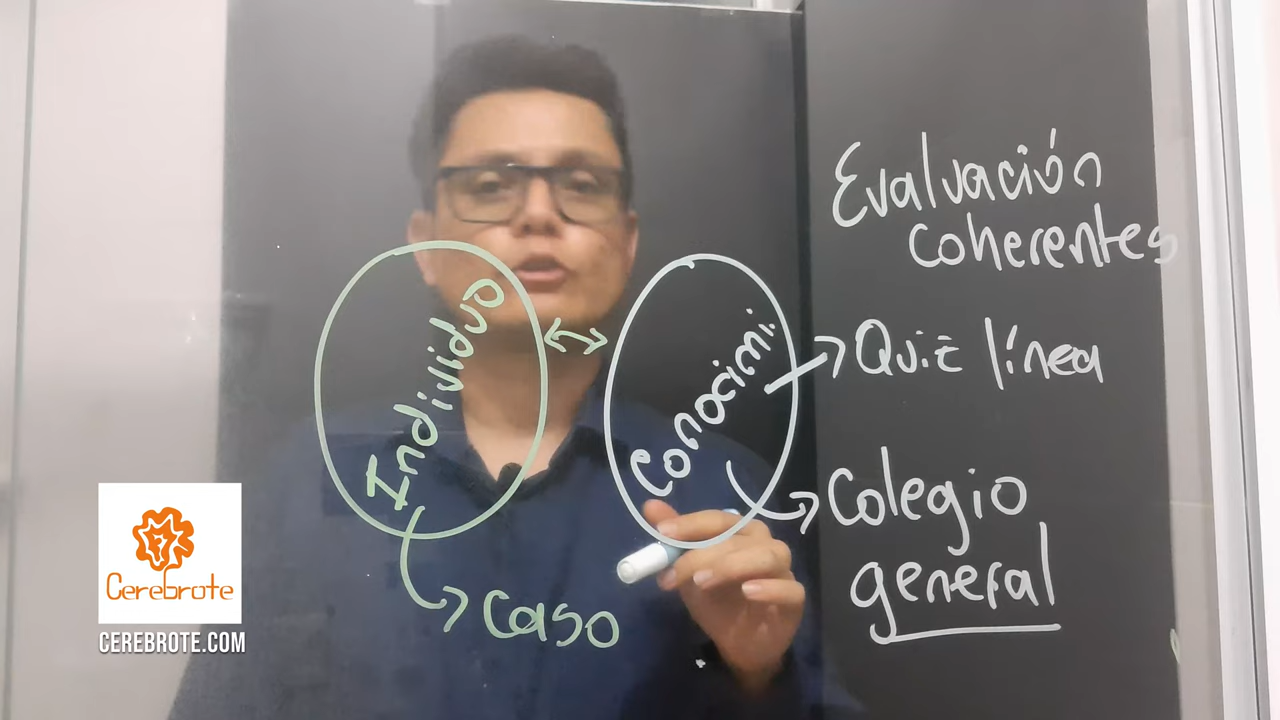 Evaluación
coherentes
Individuo
Conocimi.
Quiz línea
Colegio
general
Caso
Cerebrote
CEREBROTE.COM